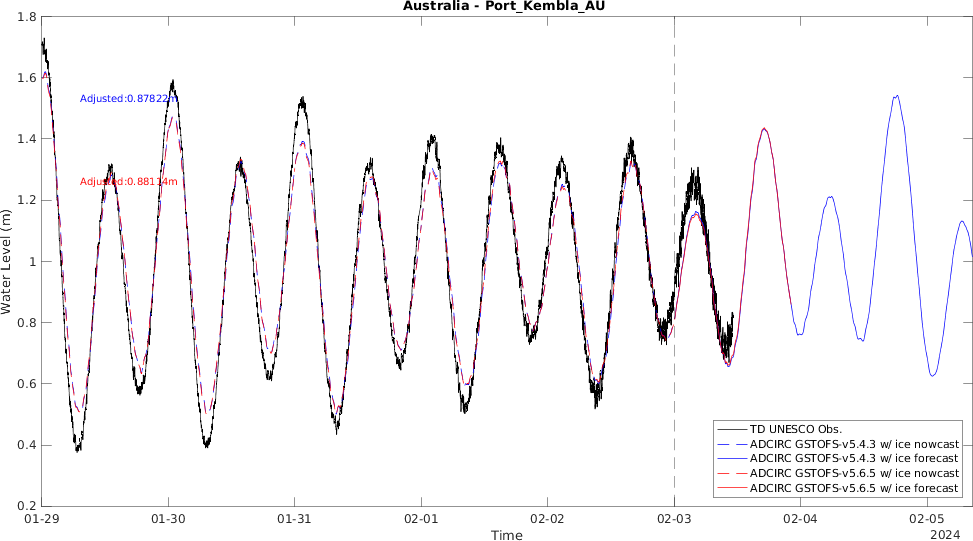 Australia - Port_Kembla_AU
1.8
1.6
1.4
1.2
1
0.8
0.6
0.4
0.2
Water Level (m)
Adjusted:0.87822m
Adjusted:0.88114m
TD UNESCO Obs.
ADCIRC GSTOFS-v5.4.3 w/ ice nowcast
ADCIRC GSTOFS-v5.4.3 w/ ice forecast
ADCIRC GSTOFS-v5.6.5 w/ ice nowcast
ADCIRC GSTOFS-v5.6.5 w/ ice forecast
01-29 01-30 01-31 02-01 02-02 02-03 02-04 02-05
Time
2024